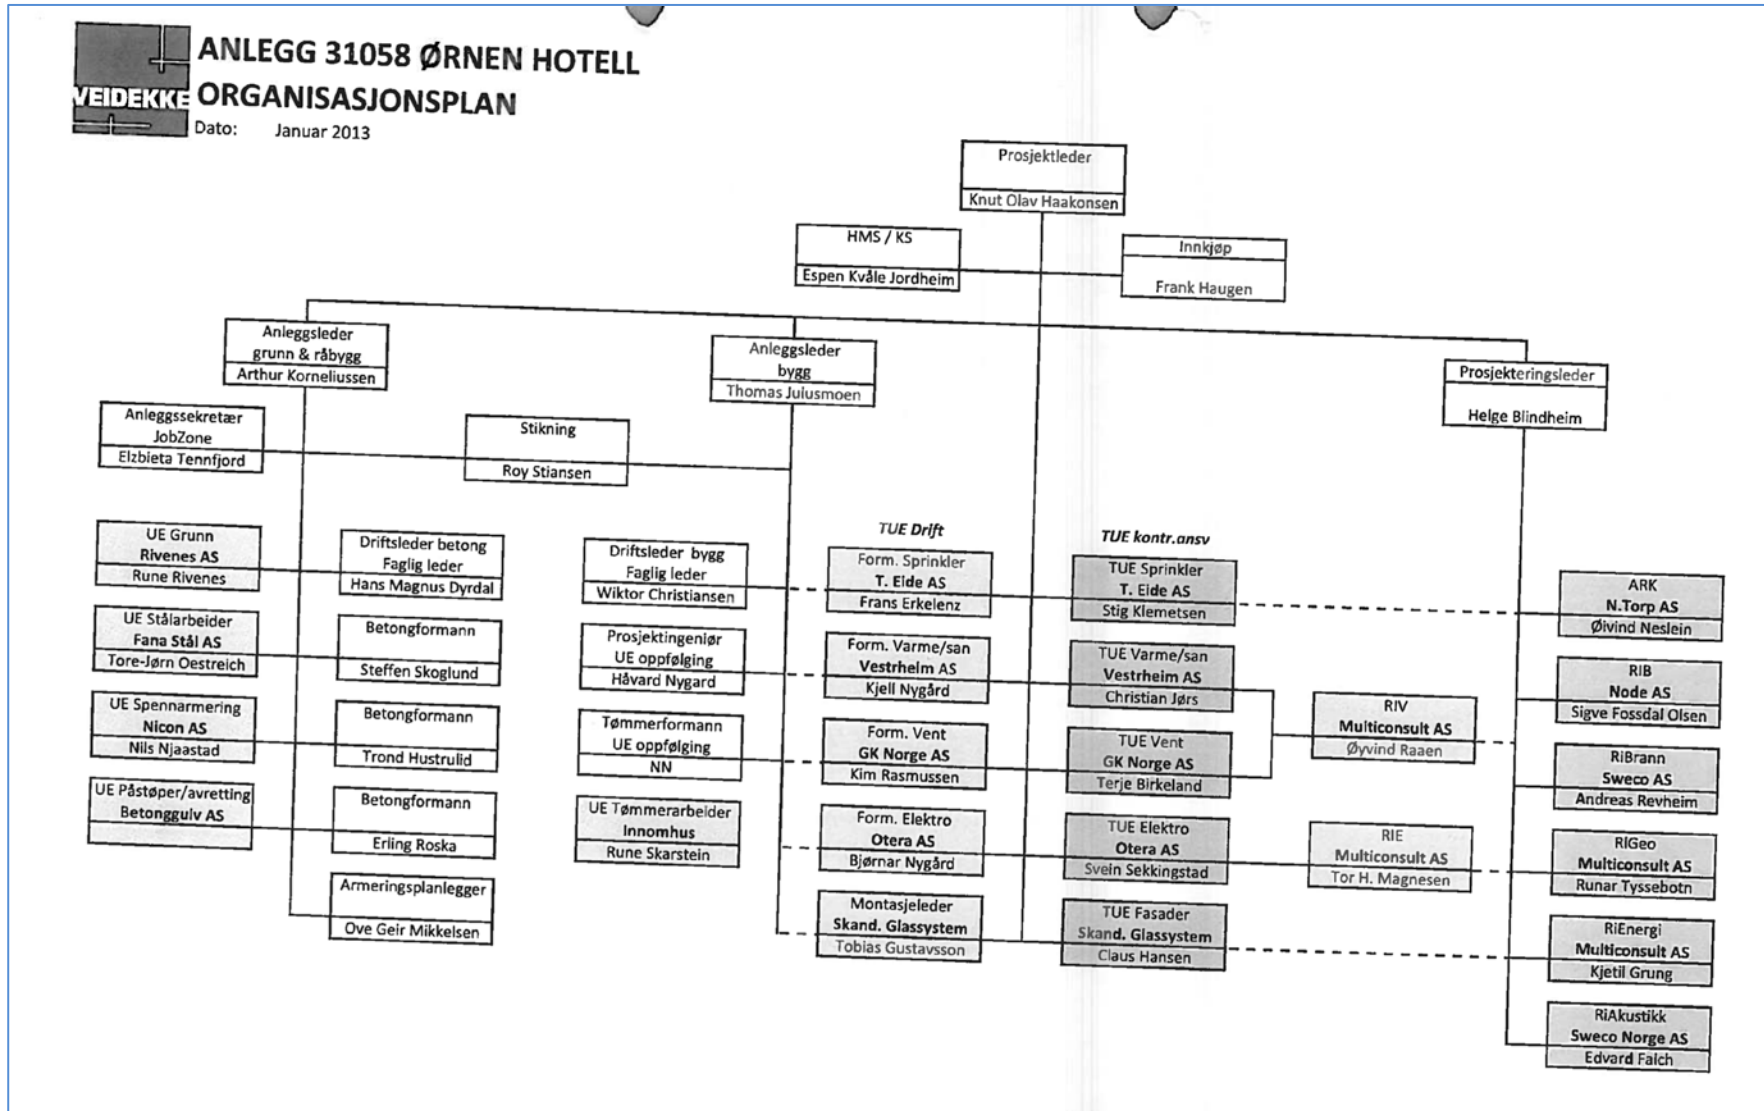 ANLEGG 31058 ØRNEN HOTELL
VEIDEKKE
ORGANISASJONSPLAN
Dato: Januar 2013
Prosjektleder
Knut Olav Haakonsen
HMS / KS
Espen Kvåle Jordheim
Innkjøp
Frank Haugen
Anleggsleder
grunn & råbygg
Arthur Korneliussen
Anleggsleder
bygg
Thomas Juiusmoen
Prosjekteringsleder
Helge Blindheim
Anleggssekretær
JobZone
Elzbieta Tennfjord
Stikning
Roy Stiansen
UE Grunn
Rivenes AS
Rune Rivenes
UE Stålarbeider
Fana Stål AS
Tore-Jørn Oestreich
UE Spennarmering
Nicon AS
Nils Njaastad
UE Påstøper/avretting
Betonggulv AS
Driftsleder betong
Faglig leder
Hans Magnus Dyrdal
Betongformann
Steffen Skoglund
Betongformann
Trond Hustrulid
Betongformann
Erling Roska
Armeringsplanlegger
Ove Geir Mikkelsen
Driftsleder bygg
Faglig leder
Wiktor Christiansen
Prosjektingeniør
UE oppfølging
Håvard Nygard
Tømmerformann
UE oppfølging
NN
UE Tømmerarbeider
Innomhus
Rune Skarstein
TUE Drift
Form. Sprinkler
T. Eide AS
Frans Erkelenz
Form. Varme/san
Vestrheim AS
Kjell Nygård
Form. Vent
GK Norge AS
Kim Rasmussen
Form. Elektro
Otera AS
Bjørnar Nygård
Montasjeleder
Skand. Glassystem
Tobias Gustavsson
TUE kontr.ansv
TUE Sprinkler
T. Eide AS
Stig Klemetsen
TUE Varme/san
Vestrheim AS
Christian Jørs
TUE Vent
GK Norge AS
Terje Birkeland
TUE Elektro
Otera AS
Svein Sekkingstad
TUE Fasader
Skand. Glassystem
Claus Hansen
RIV
Multiconsult AS
Øyvind Raaen
RIE
Multiconsult AS
Tor H. Magnesen
ARK
N.Torp AS
Øivind Neslein
RIB
Node AS
Sigve Fossdal Olsen
RiBrann
Sweco AS
Andreas Revheim
RIGeo
Multiconsult AS
Runar Tyssebotn
RiEnergi
Multiconsult AS
Kjetil Grung
RiAkustikk
Sweco Norge AS
Edvard Falch